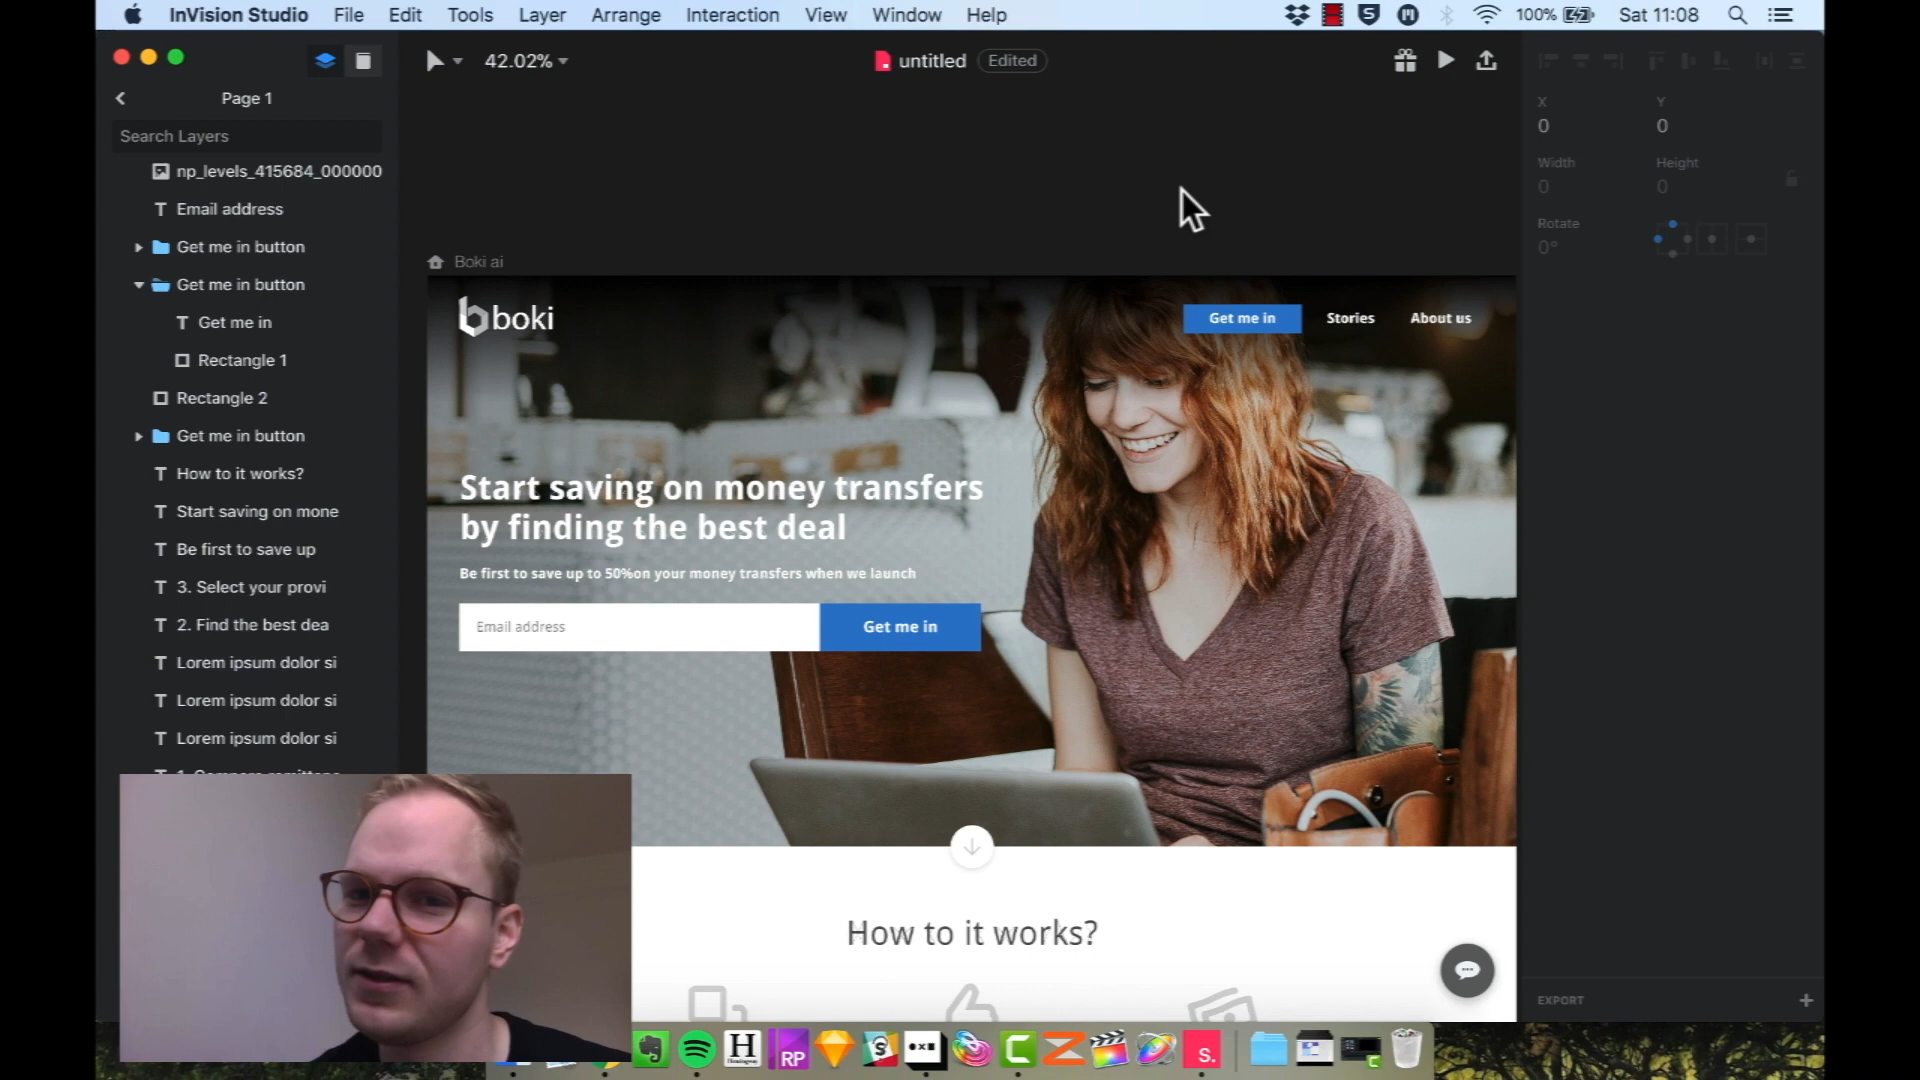 InVision Studio File Edit Tools Layer Arrange Interaction View Window Help
100% Sat 11:08
42.02%
untitled Edited
Page 1
Search Layers
np_levels_415684_000000
Email address
Get me in button
Get me in button
Get me in
Rectangle 1
Rectangle 2
Get me in button
How to it works?
Start saving on mone
Be first to save up
3. Select your provi
2. Find the best dea
Lorem ipsum dolor si
Lorem ipsum dolor si
Lorem ipsum dolor si
Boki ai
boki
Get me in Stories About us
Start saving on money transfers
by finding the best deal
Be first to save up to 50%on your money transfers when we launch
Email address Get me in
How to it works?
X Y
0 0
Width Height
0 0
Rotate
0°
EXPORT
H RP S C S.